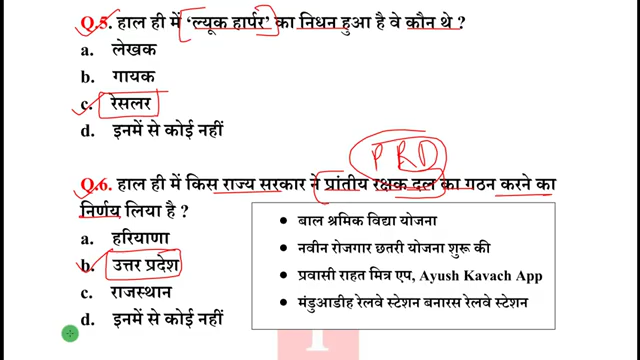 Q.5. हाल ही में ‘ल्यूक हार्पर’ का निधन हुआ है वे कौन थे ?
a. लेखक
b. गायक
c. रेसलर
d. इनमें से कोई नहीं
PRD
Q.6. हाल ही में किस राज्य सरकार ने प्रांतीय रक्षक दल का गठन करने का
निर्णय लिया है ?
a. हरियाणा
b. उत्तर प्रदेश
c. राजस्थान
d. इनमें से कोई नहीं
• बाल श्रमिक विद्या योजना
• नवीन रोजगार छतरी योजना शुरू की
• प्रवासी राहत मित्र एप, Ayush Kavach App
• मंडुआडीह रेलवे स्टेशन बनारस रेलवे स्टेशन